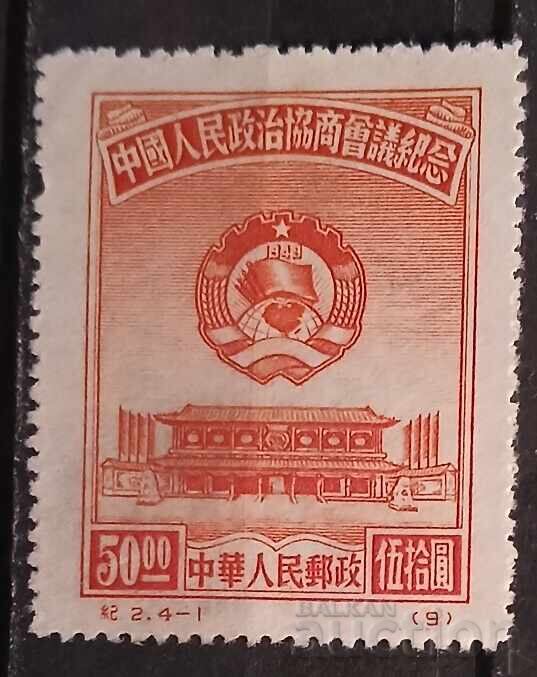 中國人民政治協商會議紀念
1949
50.00 中華人民郵政 伍拾圓
紀 2.4-1 (9)
BALKAN
auction